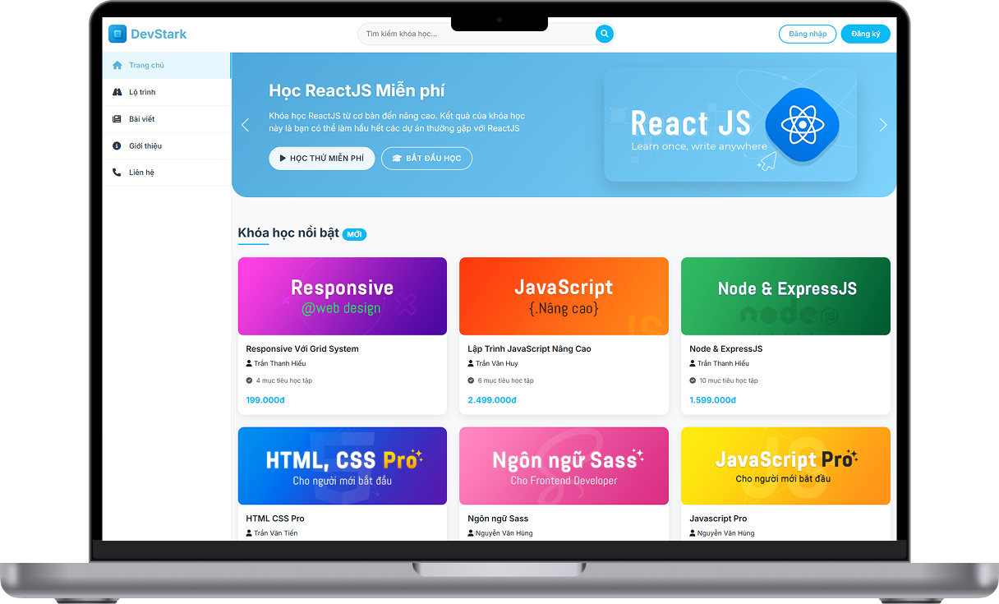 DevStark
Tìm kiếm khóa học...
Đăng nhập
Đăng ký
Trang chủ
Lộ trình
Bài viết
Giới thiệu
Liên hệ
Học ReactJS Miễn phí
Khóa học ReactJS từ cơ bản đến nâng cao. Kết quả của khóa học
này là bạn có thể làm hầu hết các dự án thường gặp với ReactJS
HỌC THỬ MIỄN PHÍ
BẮT ĐẦU HỌC
React JS
Learn once, write anywhere
Khóa học nổi bật MỚI
Responsive
@web design
Responsive Với Grid System
Trần Thanh Hiếu
4 mục tiêu học tập
199.000đ
JavaScript
{.Nâng cao}
JS
Lập Trình JavaScript Nâng Cao
Trần Văn Huy
6 mục tiêu học tập
2.499.000đ
Node & ExpressJS
node
JS
Node & ExpressJS
Trần Thanh Hiếu
10 mục tiêu học tập
1.599.000đ
HTML, CSS Pro
Cho người mới bắt đầu
HTML CSS Pro
Trần Văn Tiến
Ngôn ngữ Sass
Cho Frontend Developer
Ngôn ngữ Sass
Nguyễn Văn Hùng
JS
JavaScript Pro
Cho người mới bắt đầu
Javascript Pro
Nguyễn Văn Hùng